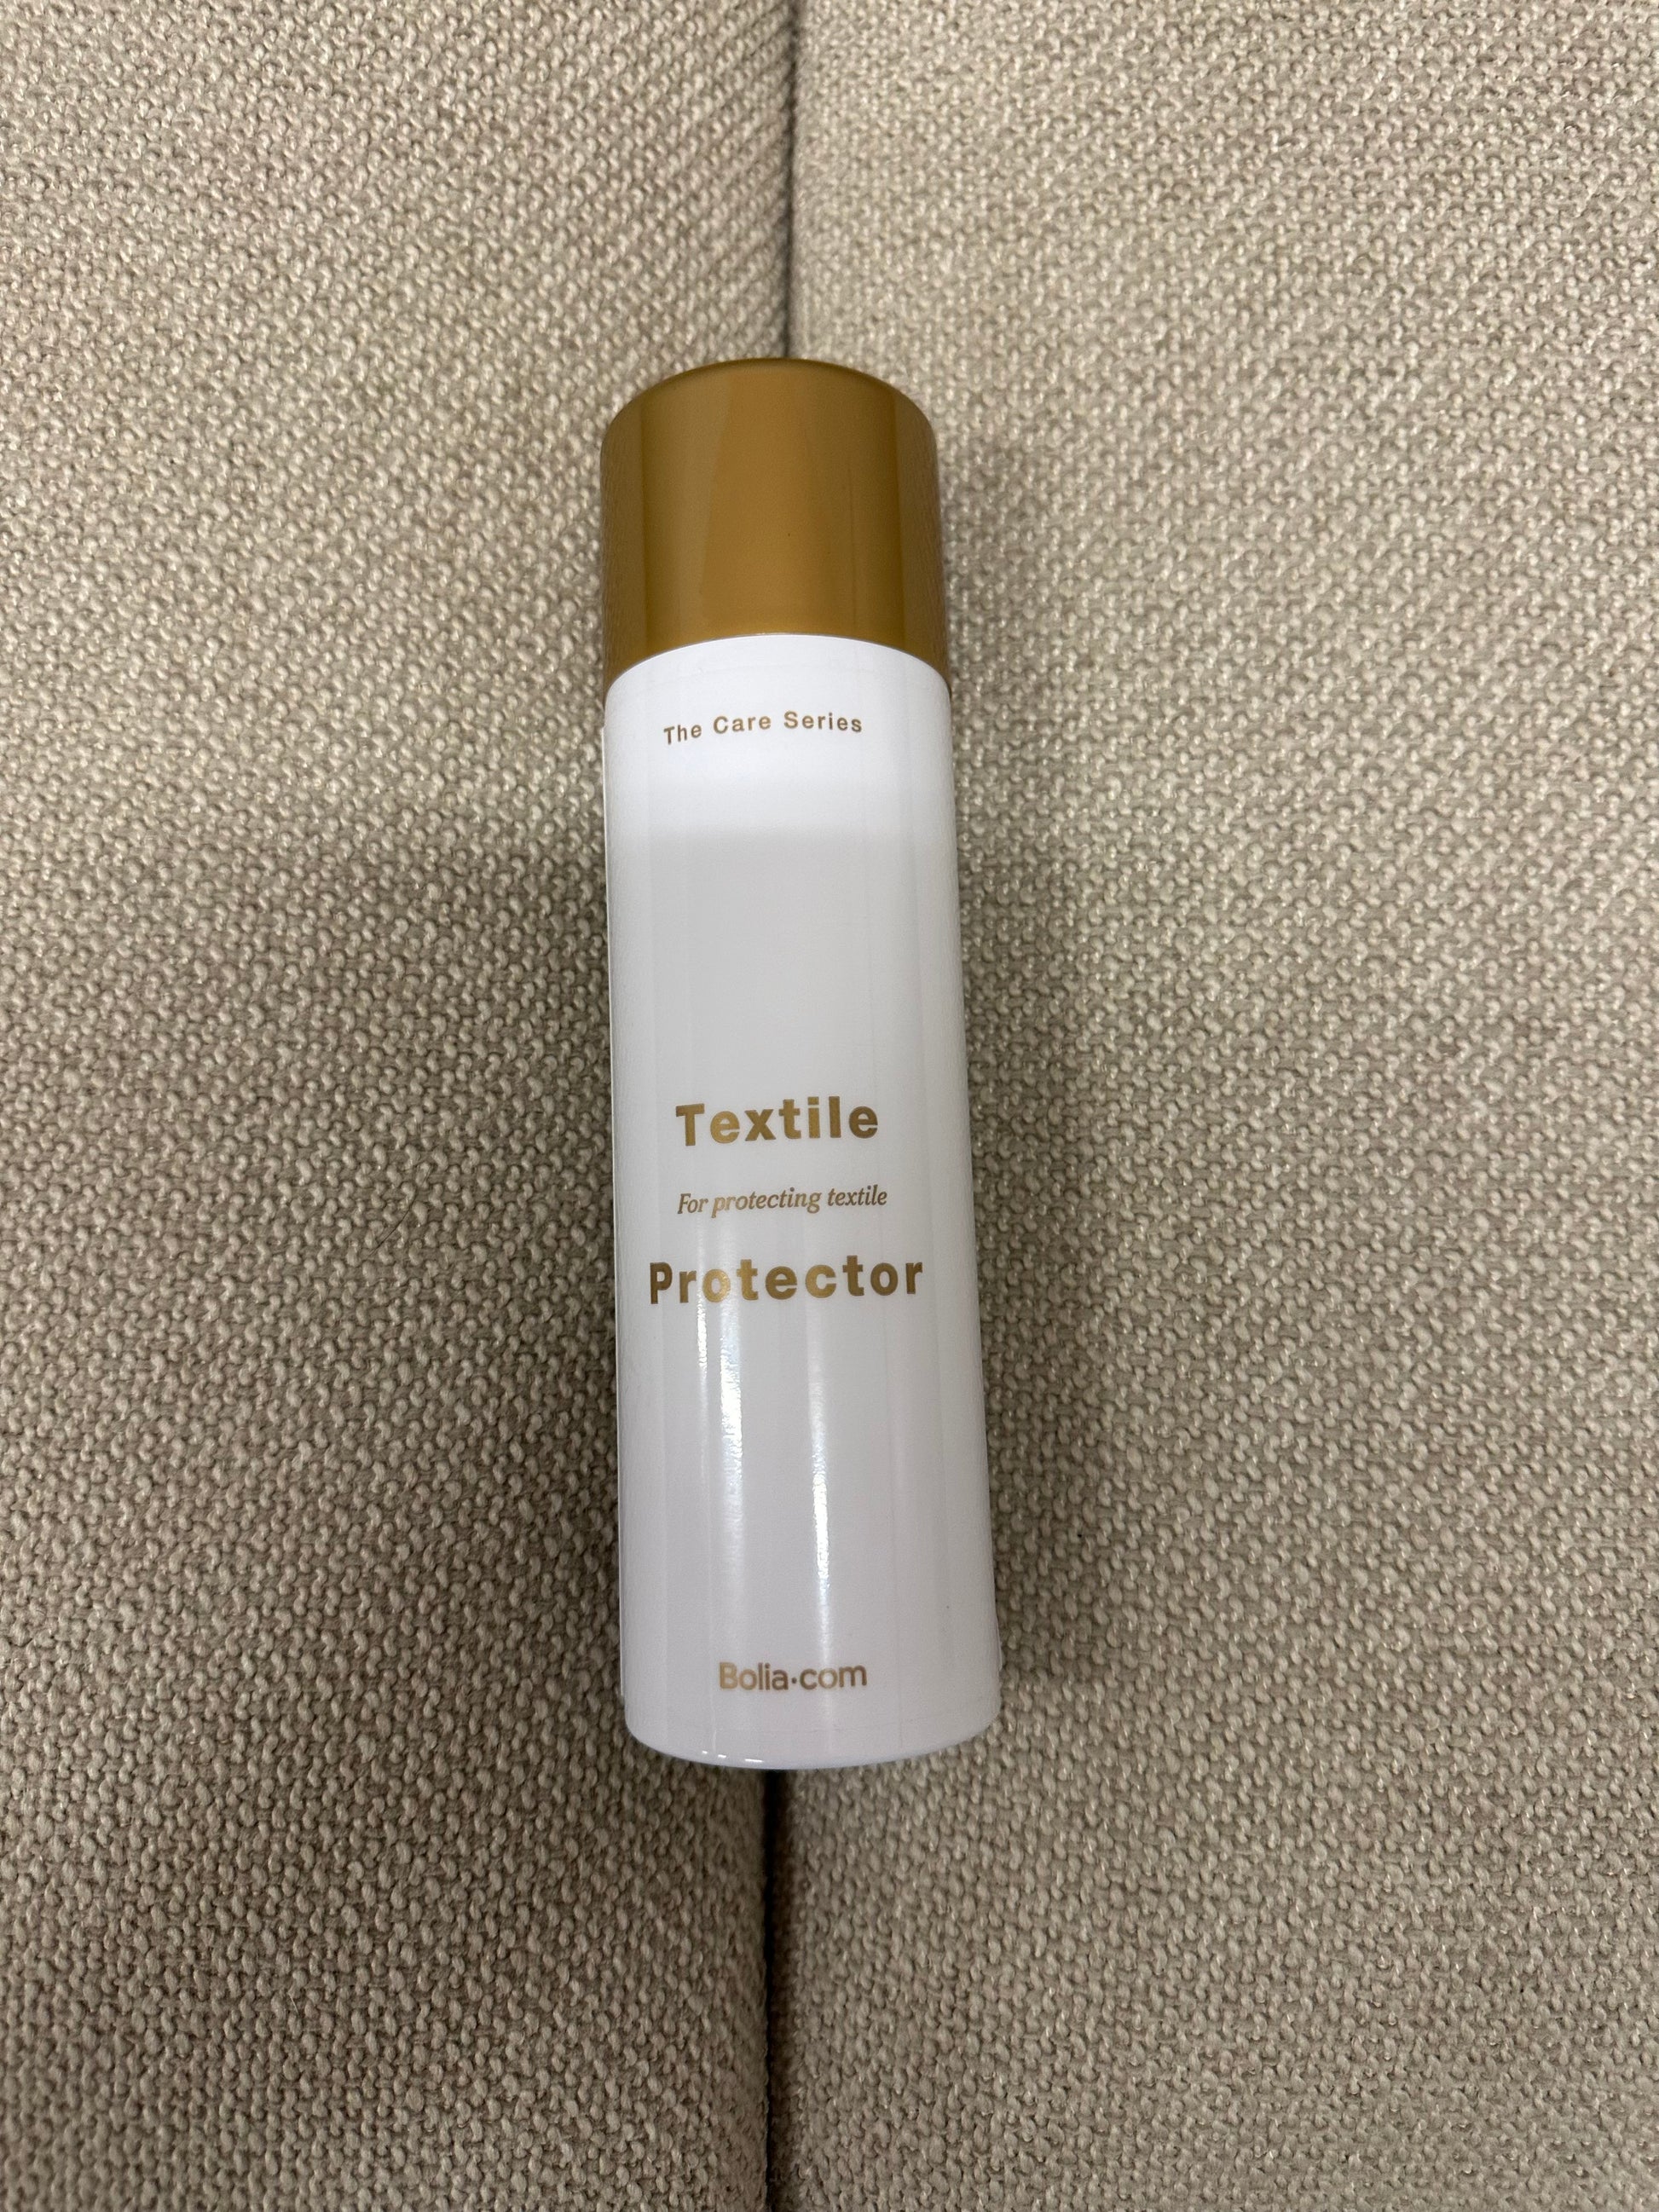 The Care Series
Textile
For protecting textile
Protector
Bolia.com